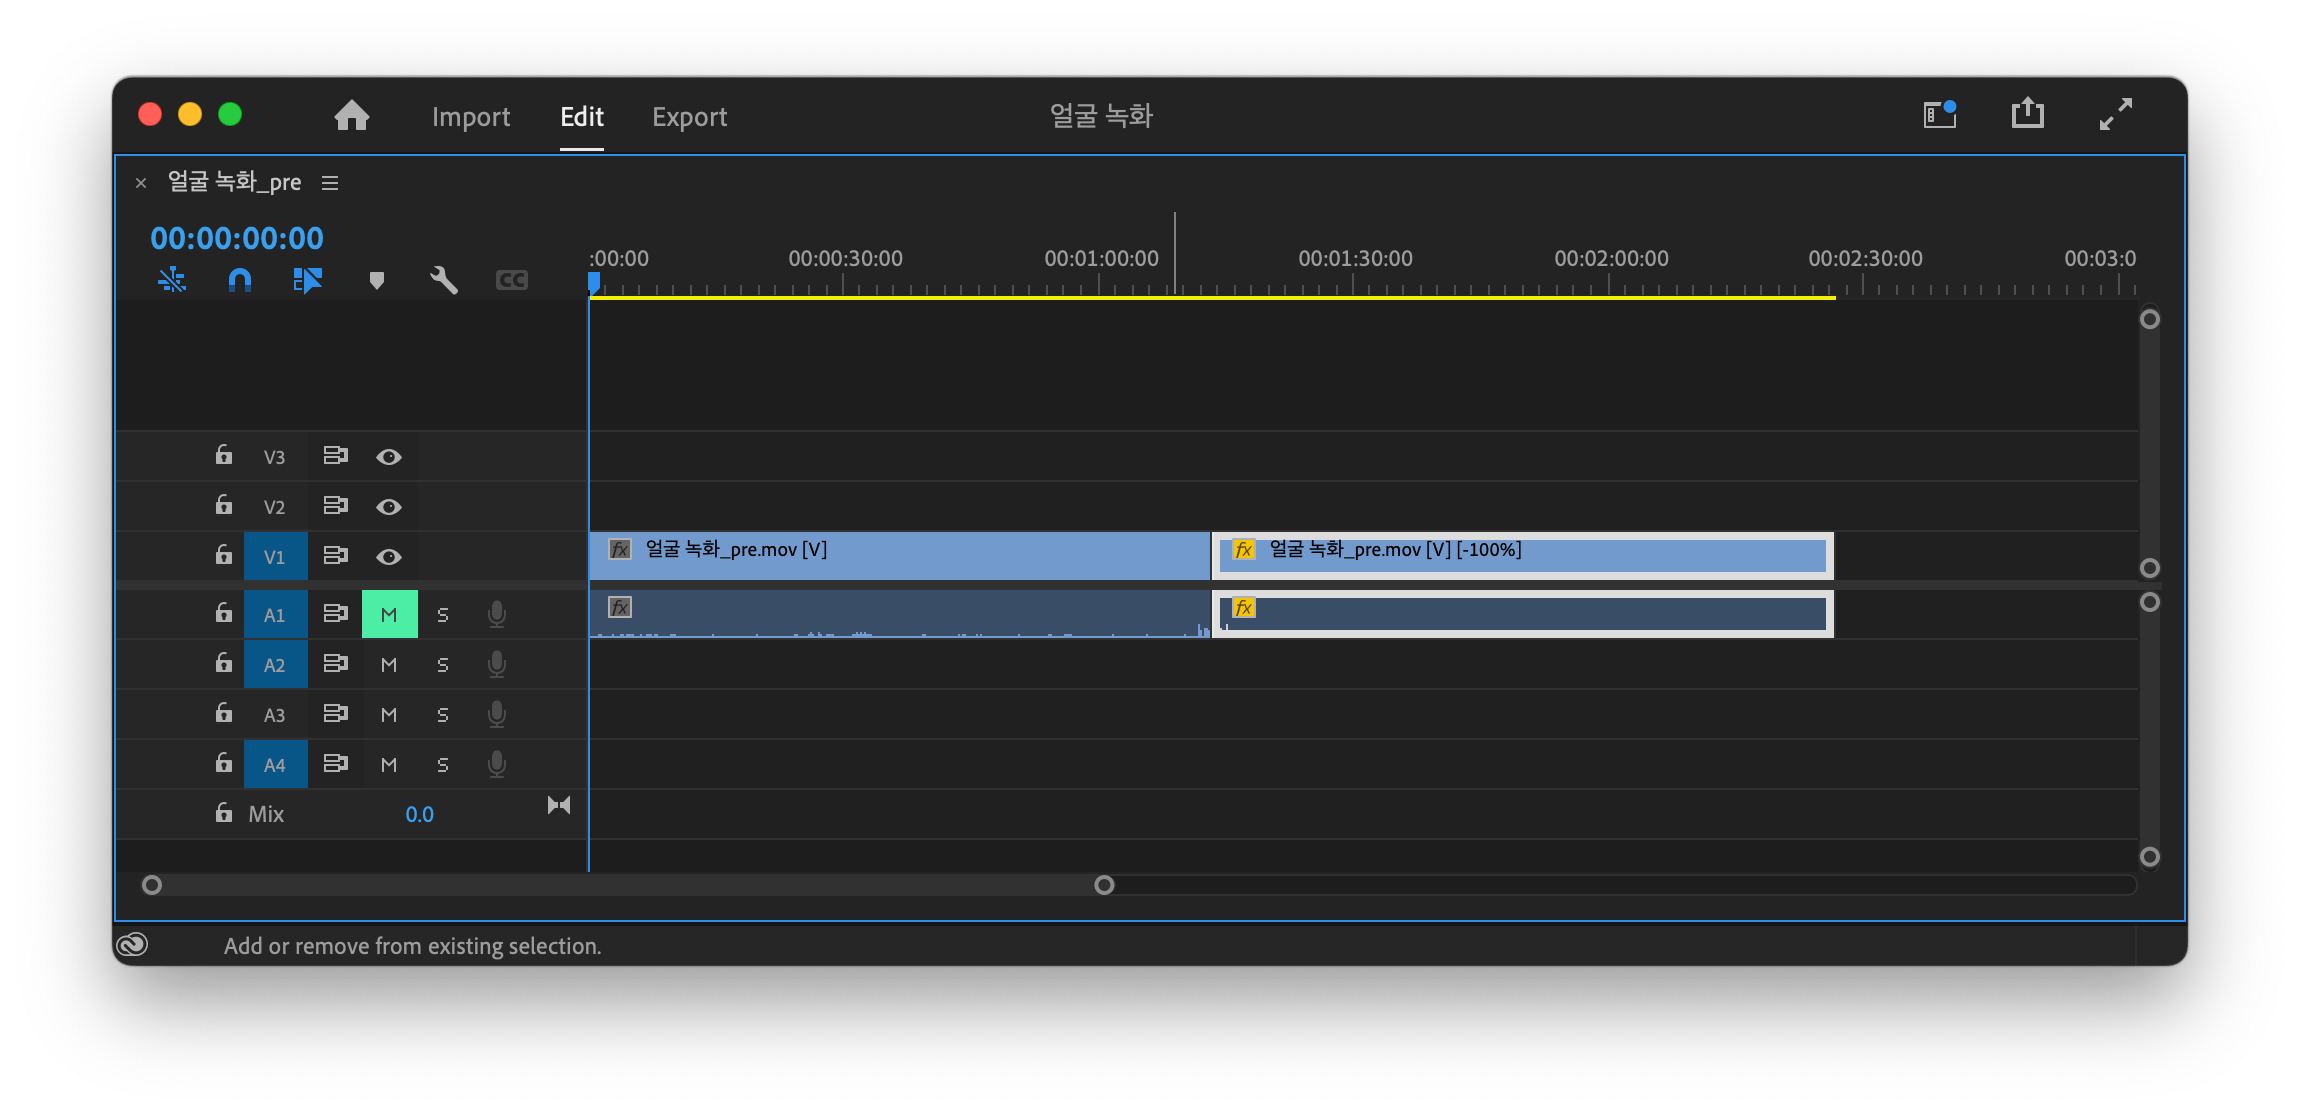 Import Edit Export 얼굴 녹화
× 얼굴 녹화_pre
00:00:00:00
:00:00 00:00:30:00 00:01:00:00 00:01:30:00 00:02:00:00 00:02:30:00 00:03:0
CC
V3
V2
V1 fx 얼굴 녹화_pre.mov [V] fx 얼굴 녹화_pre.mov [V] [-100%]
A1 M S fx fx
A2 M S
A3 M S
A4 M S
Mix 0.0
Add or remove from existing selection.